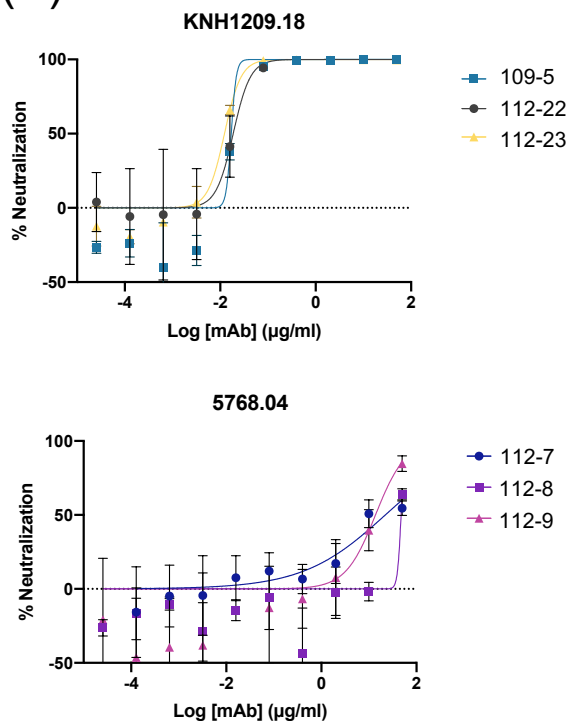 KNH1209.18
100
50
0
-50
% Neutralization
-4 -2 0 2
Log [mAb] (µg/ml)
109-5
112-22
112-23
5768.04
100
50
0
-50
% Neutralization
-4 -2 0 2
Log [mAb] (µg/ml)
112-7
112-8
112-9